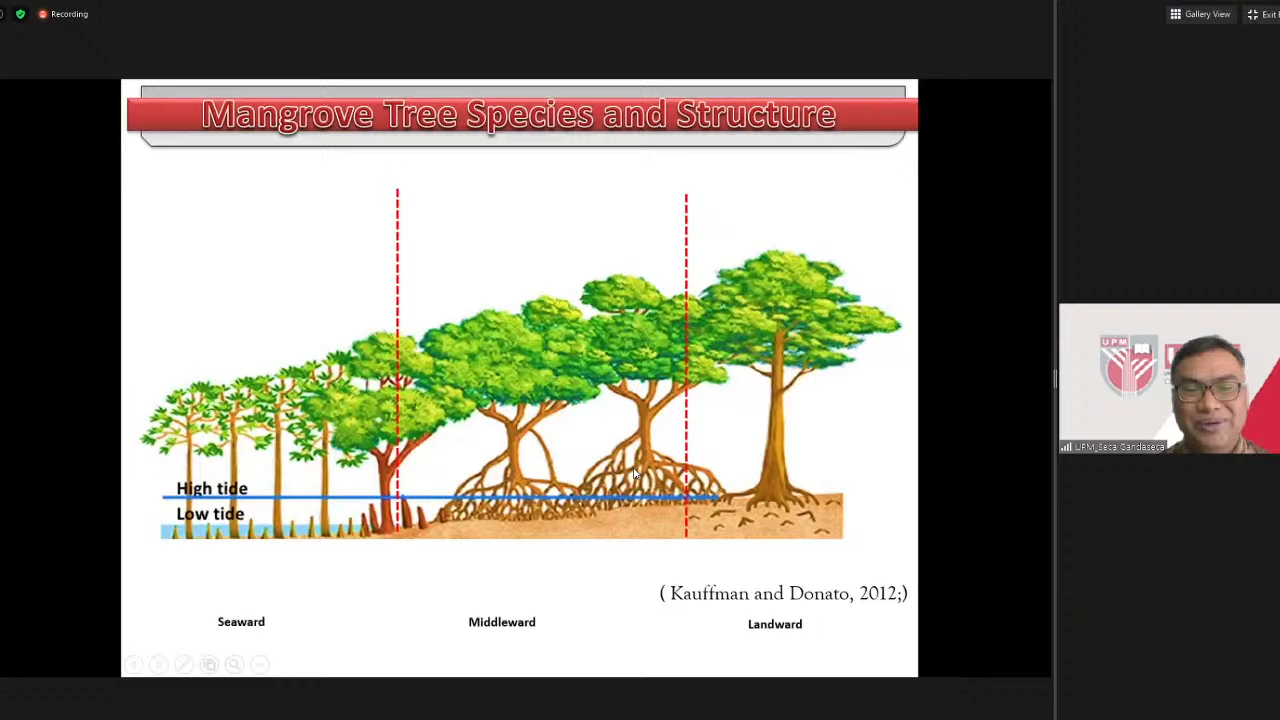 Recording
Gallery View
Exit
Mangrove Tree Species and Structure
High tide
Low tide
( Kauffman and Donato, 2012;)
Seaward
Middleward
Landward
UPM
UPM_Seca Gandaseca